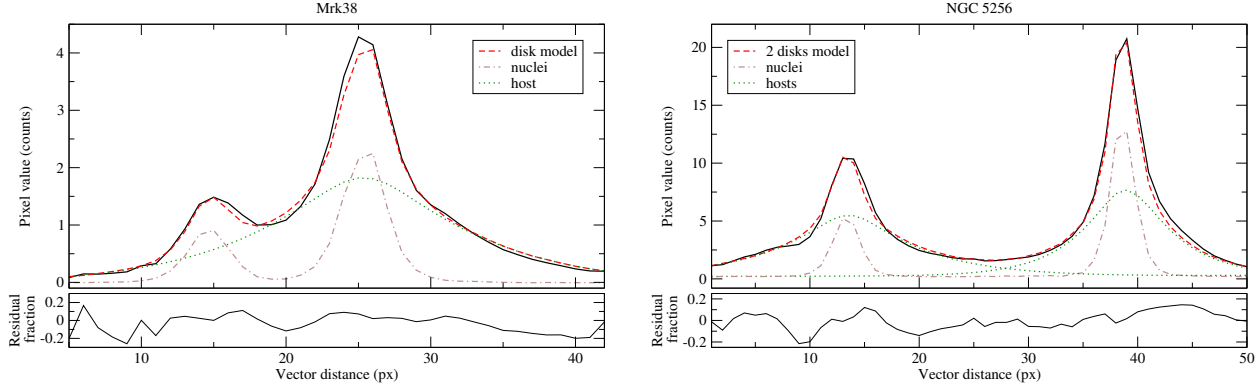 Mrk38
4
3
2
1
0
Pixel value (counts)
disk model
nuclei
host
0.2
0
-0.2
Residual
fraction
10
20
30
40
Vector distance (px)
NGC 5256
20
15
10
5
0
Pixel value (counts)
2 disks model
nuclei
hosts
0.2
0
-0.2
Residual
fraction
10
20
30
40
50
Vector distance (px)